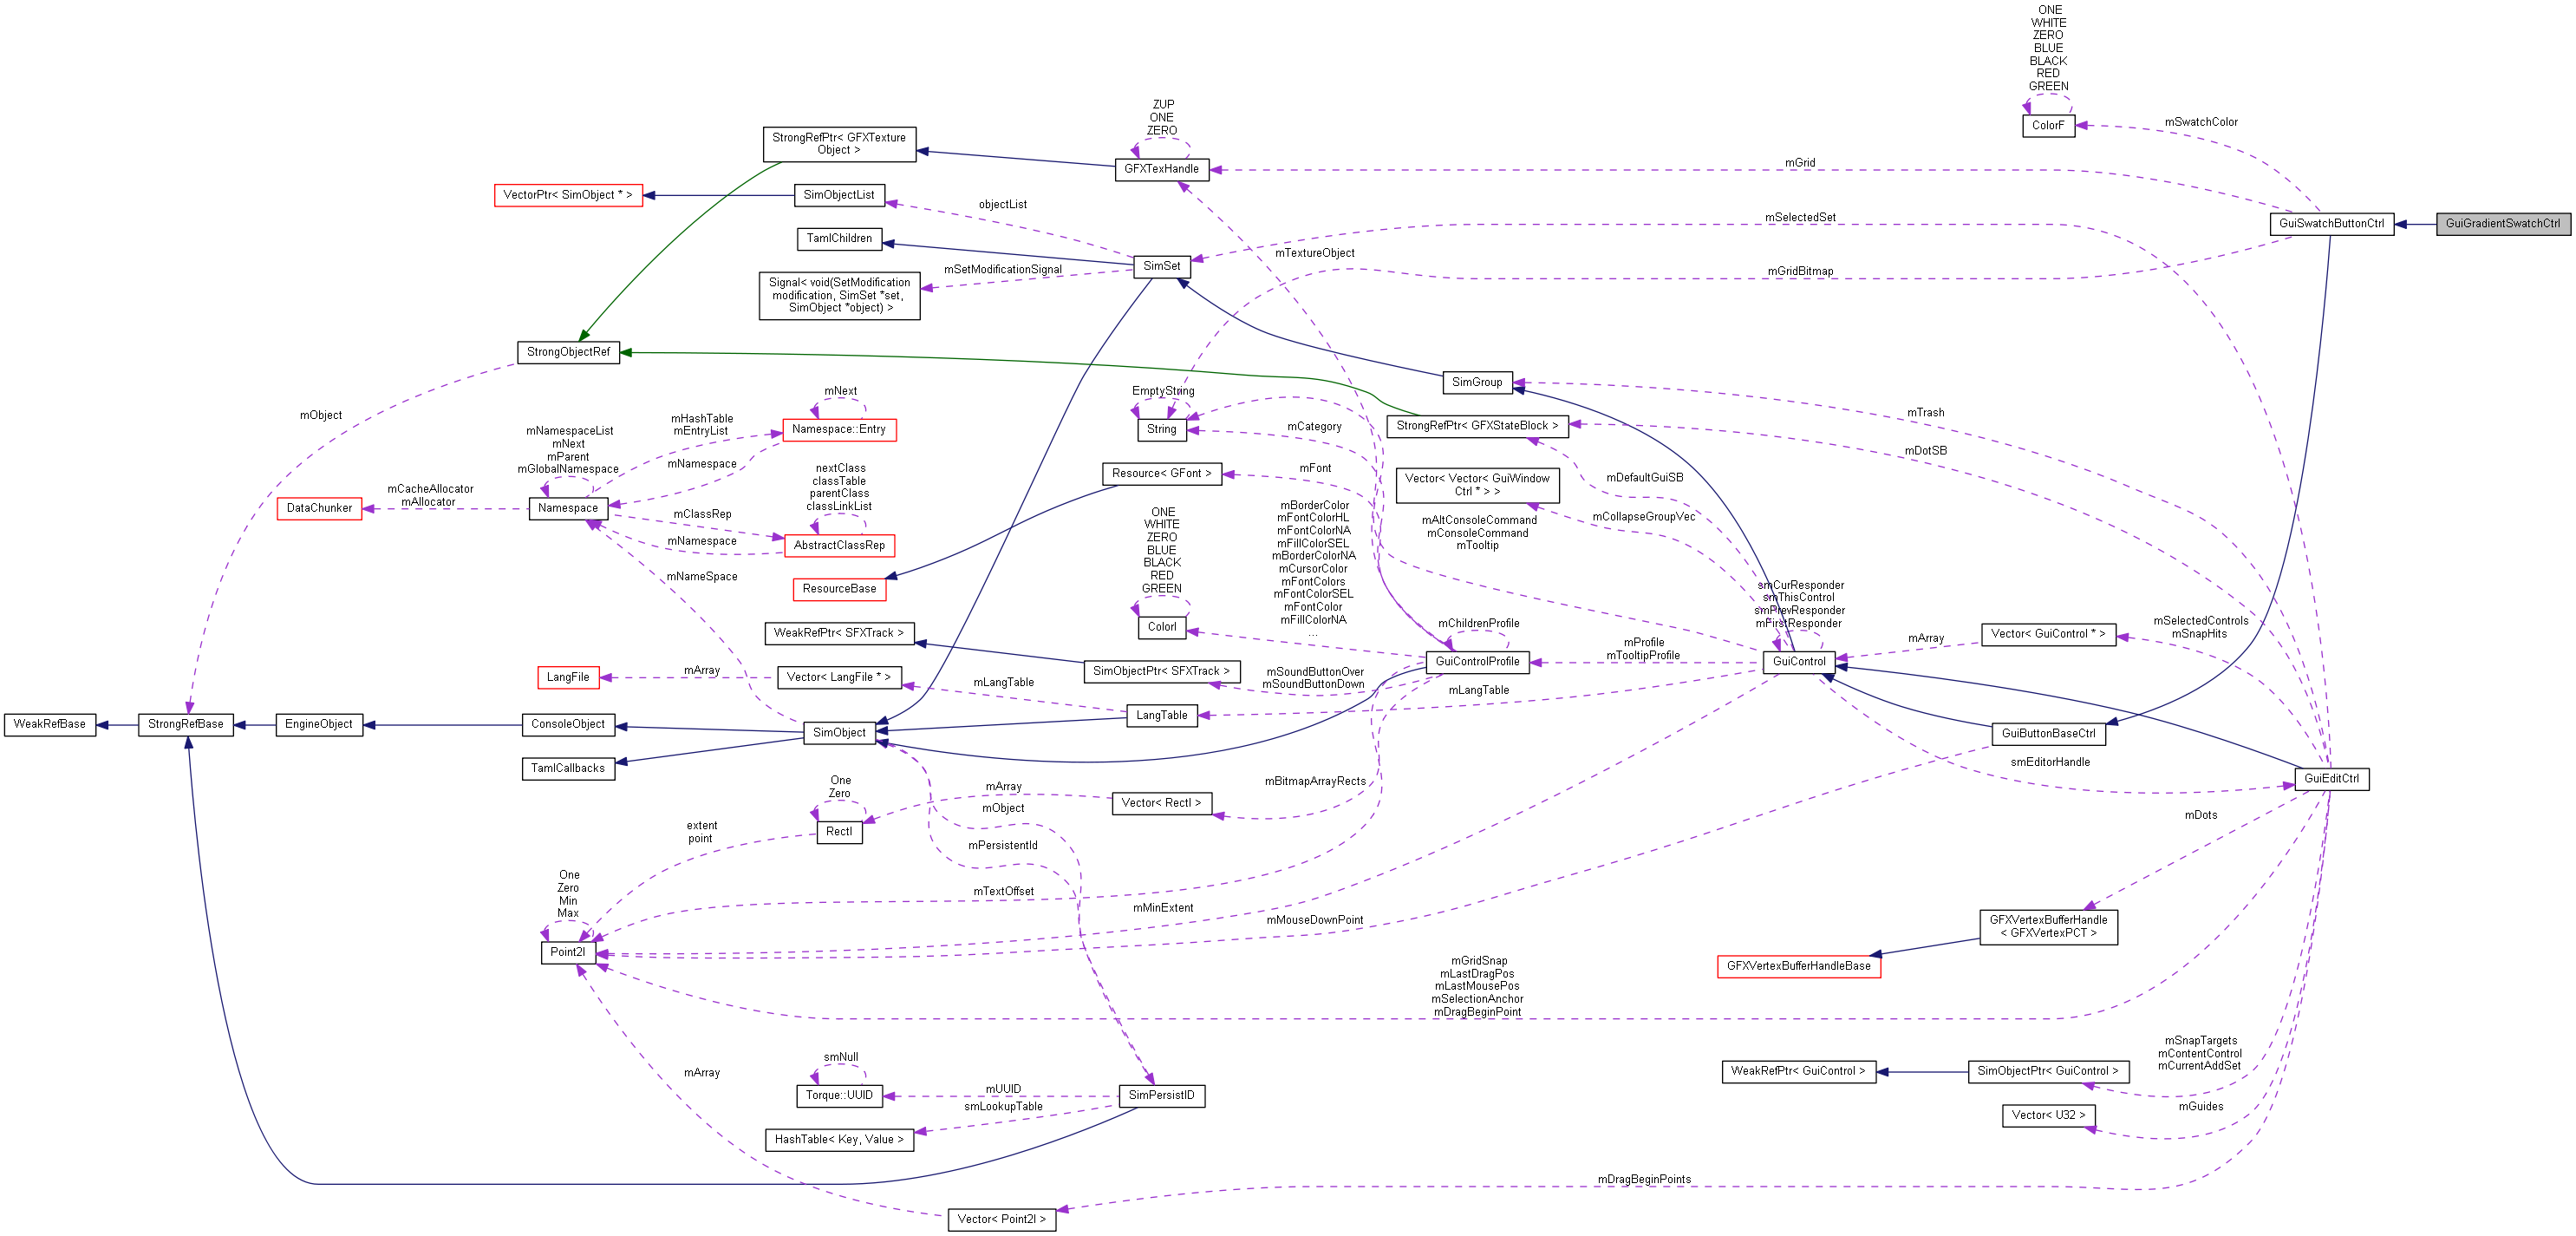 ONE
WHITE
ZERO
BLUE
BLACK
RED
GREEN
ColorF
mSwatchColor
ZUP
ONE
ZERO
StrongRefPtr< GFXTexture
Object >
GFXTexHandle
mGrid
VectorPtr< SimObject * >
SimObjectList
objectList
mSelectedSet
GuiSwatchButtonCtrl
GuiGradientSwatchCtrl
TamlChildren
mTextureObject
SimSet
mSetModificationSignal
mGridBitmap
Signal< void(SetModification
modification, SimSet *set,
SimObject *object) >
StrongObjectRef
SimGroup
EmptyString
mNext
mObject
mTrash
mHashTable
mEntryList
Namespace::Entry
String
mCategory
StrongRefPtr< GFXStateBlock >
mNamespaceList
mNext
mParent
mGlobalNamespace
mNamespace
mDotSB
nextClass
classTable
parentClass
classLinkList
Resource< GFont >
mFont
Vector< Vector< GuiWindow
Ctrl * > >
mDefaultGuiSB
mCacheAllocator
mAllocator
DataChunker
Namespace
mClassRep
mCollapseGroupVec
mNamespace
AbstractClassRep
ONE
WHITE
ZERO
BLUE
BLACK
RED
GREEN
mBorderColor
mFontColorHL
mFontColorNA
mFillColorSEL
mBorderColorNA
mCursorColor
mFontColors
mFontColorSEL
mFontColor
mFillColorNA
...
mAltConsoleCommand
mConsoleCommand
mTooltip
mNameSpace
ResourceBase
smCurResponder
smThisControl
smPrevResponder
mFirstResponder
WeakRefPtr< SFXTrack >
ColorI
mChildrenProfile
mSelectedControls
mSnapHits
mArray
Vector< GuiControl * >
LangFile
mArray
Vector< LangFile * >
mLangTable
SimObjectPtr< SFXTrack >
mSoundButtonOver
mSoundButtonDown
GuiControlProfile
mProfile
mTooltipProfile
GuiControl
mLangTable
LangTable
WeakRefBase
StrongRefBase
EngineObject
ConsoleObject
SimObject
GuiButtonBaseCtrl
TamlCallbacks
smEditorHandle
GuiEditCtrl
One
Zero
mArray
mObject
Vector< RectI >
mBitmapArrayRects
RectI
extent
point
mPersistentId
mDots
One
Zero
Min
Max
mTextOffset
mMinExtent
mMouseDownPoint
GFXVertexBufferHandle
< GFXVertexPCT >
Point2I
GFXVertexBufferHandleBase
mGridSnap
mLastDragPos
mLastMousePos
mSelectionAnchor
mDragBeginPoint
mSnapTargets
mContentControl
mCurrentAddSet
smNull
mArray
Torque::UUID
mUUID
SimPersistID
WeakRefPtr< GuiControl >
SimObjectPtr< GuiControl >
smLookupTable
mGuides
Vector< U32 >
HashTable< Key, Value >
mDragBeginPoints
Vector< Point2I >